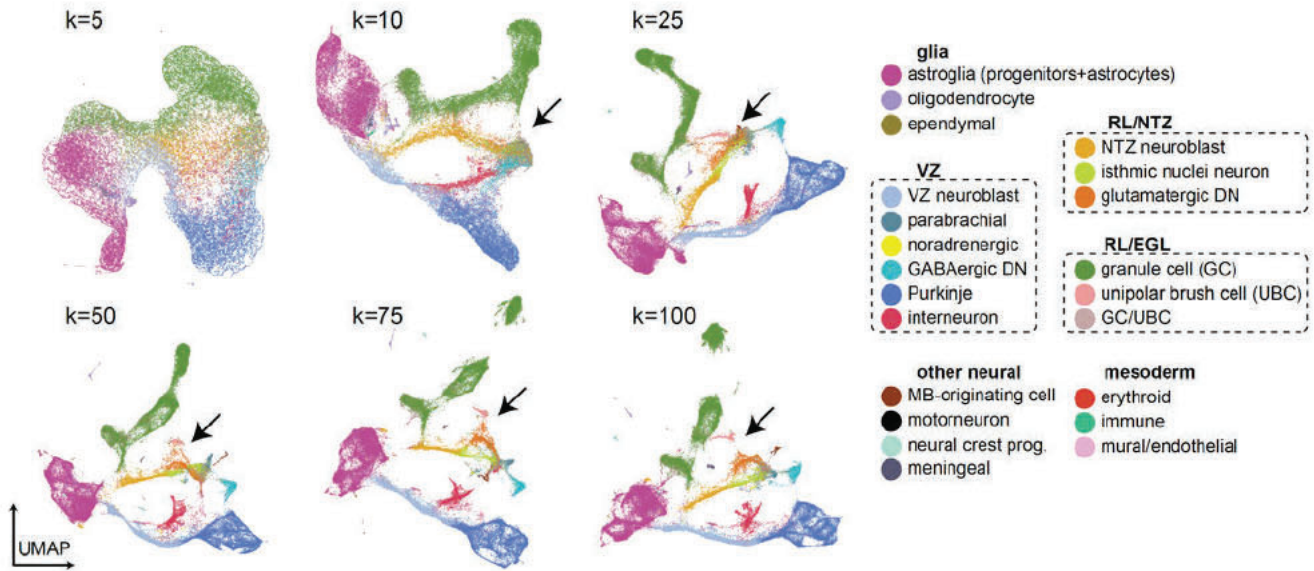 k=5
k=10
k=25
k=50
k=75
k=100
UMAP
glia
astroglia (progenitors+astrocytes)
oligodendrocyte
ependymal
VZ
VZ neuroblast
parabrachial
noradrenergic
GABAergic DN
Purkinje
interneuron
RL/NTZ
NTZ neuroblast
isthmic nuclei neuron
glutamatergic DN
RL/EGL
granule cell (GC)
unipolar brush cell (UBC)
GC/UBC
other neural
MB-originating cell
motorneuron
neural crest prog.
meningeal
mesoderm
erythroid
immune
mural/endothelial